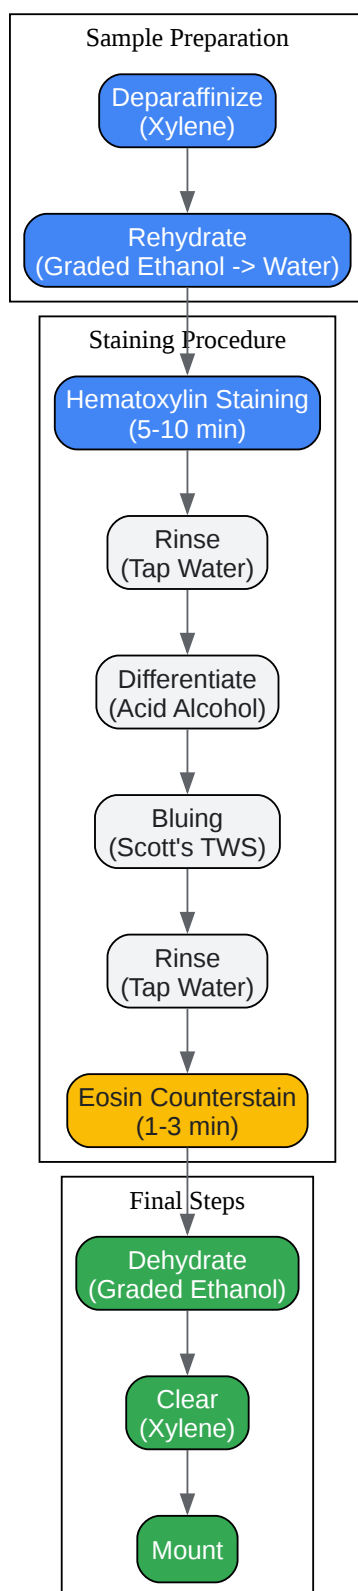 Sample Preparation
Deparaffinize
(Xylene)
Rehydrate
(Graded Ethanol -> Water)
Staining Procedure
Hematoxylin Staining
(5-10 min)
Rinse
(Tap Water)
Differentiate
(Acid Alcohol)
Bluing
(Scott's TWS)
Rinse
(Tap Water)
Eosin Counterstain
(1-3 min)
Final Steps
Dehydrate
(Graded Ethanol)
Clear
(Xylene)
Mount